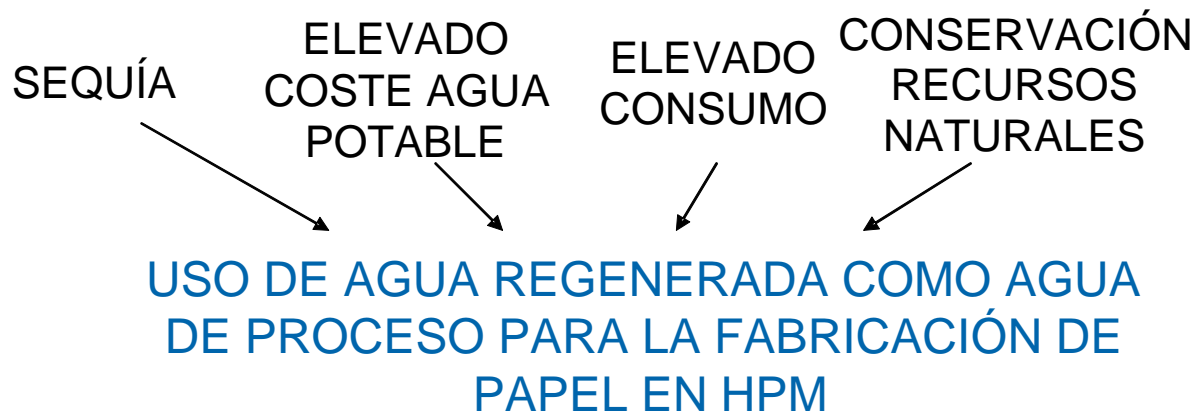 SEQUÍA
ELEVADO
COSTE AGUA
POTABLE
ELEVADO
CONSUMO
CONSERVACIÓN
RECURSOS
NATURALES
USO DE AGUA REGENERADA COMO AGUA
DE PROCESO PARA LA FABRICACIÓN DE
PAPEL EN HPM